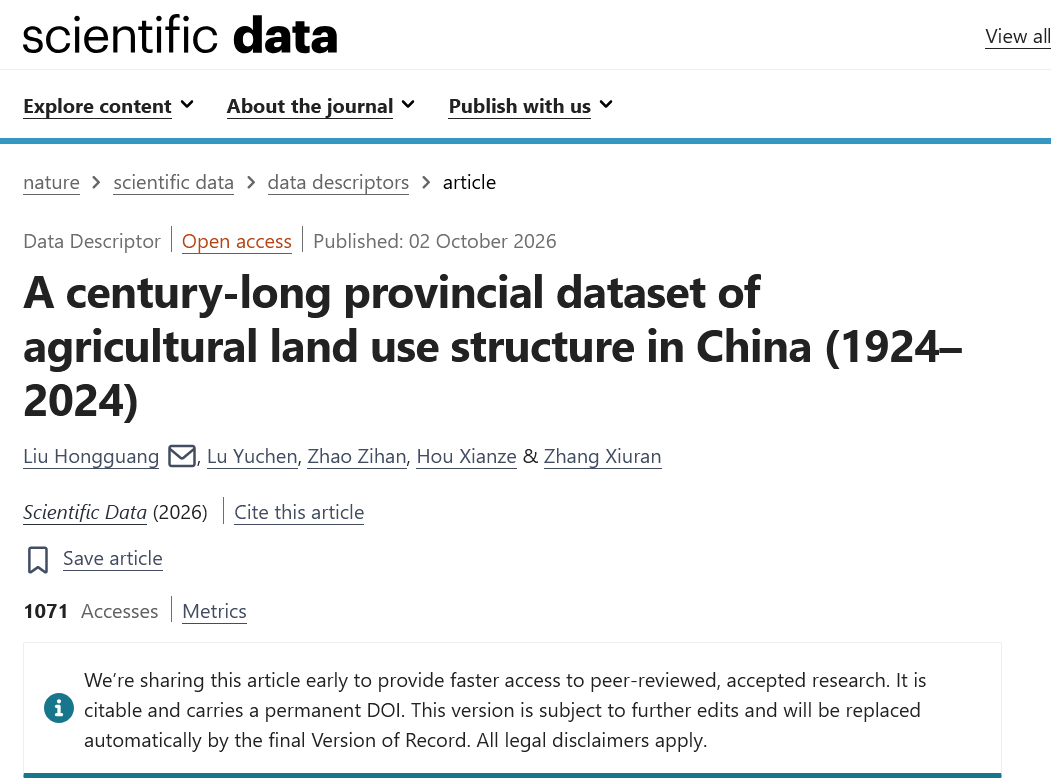 scientific data
View all
Explore content
About the journal
Publish with us
nature > scientific data > data descriptors > article
Data Descriptor | Open access | Published: 02 October 2026
A century-long provincial dataset of
agricultural land use structure in China (1924–
2024)
Liu Hongguang, Lu Yuchen, Zhao Zihan, Hou Xianze & Zhang Xiuran
Scientific Data (2026) | Cite this article
Save article
1071 Accesses | Metrics
We’re sharing this article early to provide faster access to peer-reviewed, accepted research. It is
citable and carries a permanent DOI. This version is subject to further edits and will be replaced
automatically by the final Version of Record. All legal disclaimers apply.